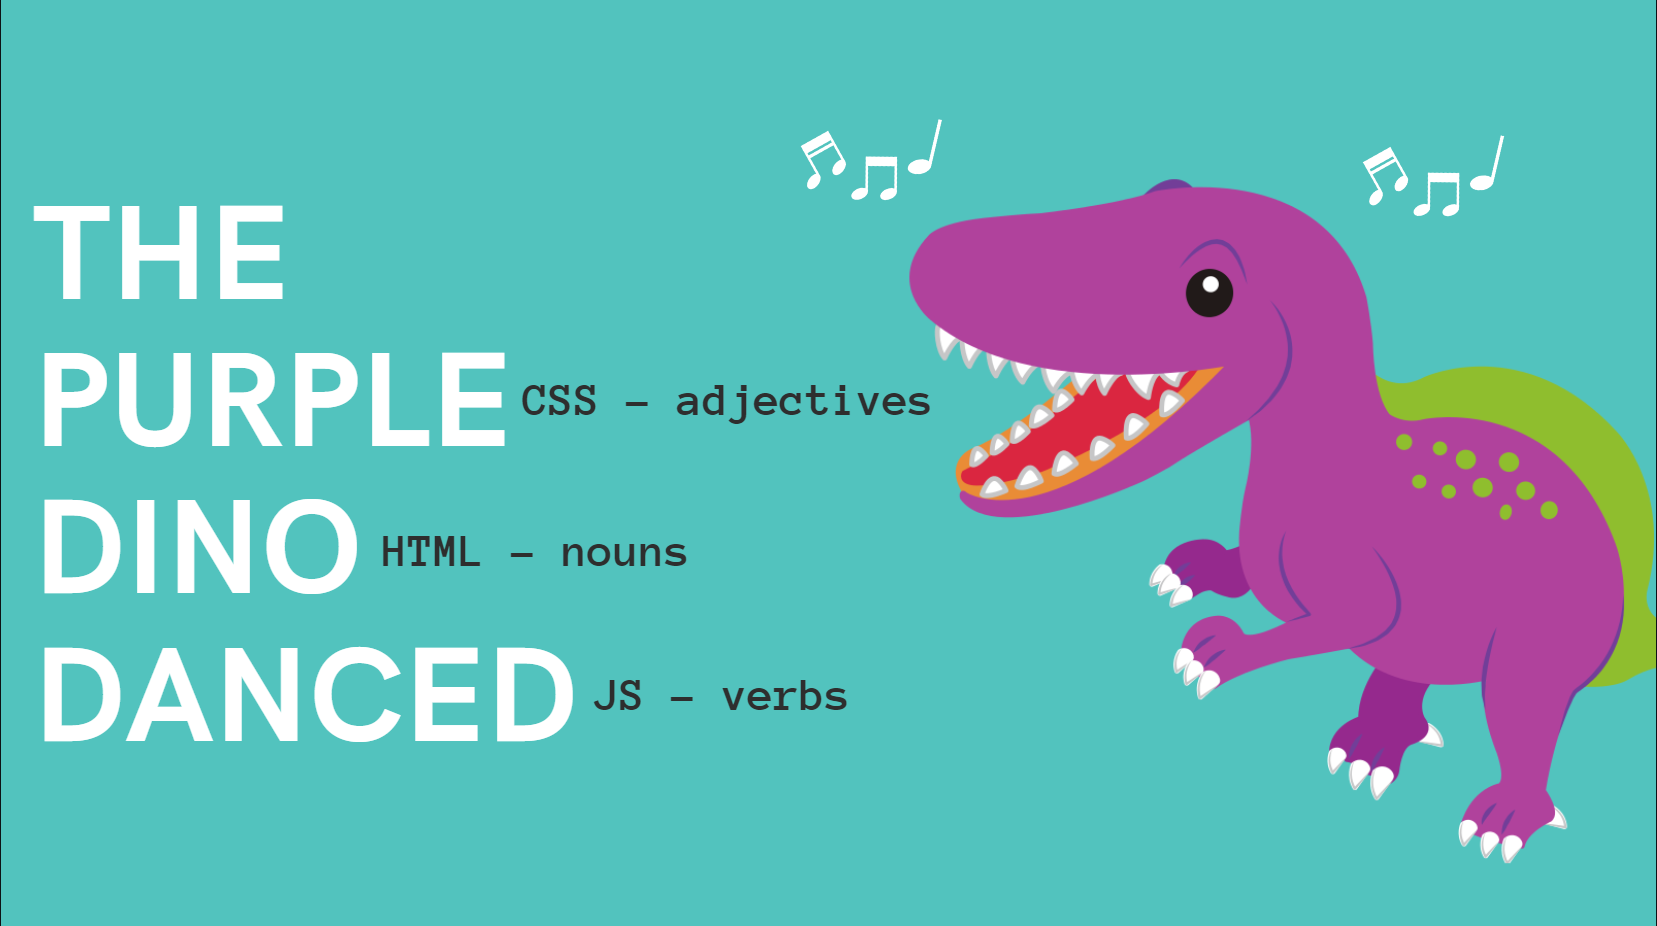 THE
PURPLE CSS – adjectives
DINO HTML – nouns
DANCED JS – verbs